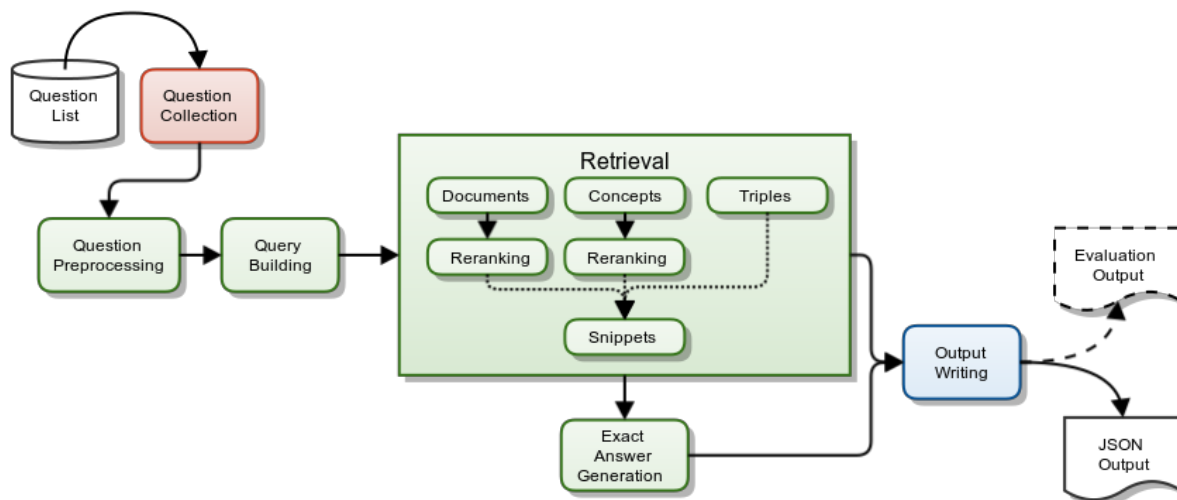 Question
List
Question
Collection
Question
Preprocessing
Query
Building
Retrieval
Documents
Concepts
Triples
Reranking
Reranking
Snippets
Exact
Answer
Generation
Output
Writing
Evaluation
Output
JSON
Output